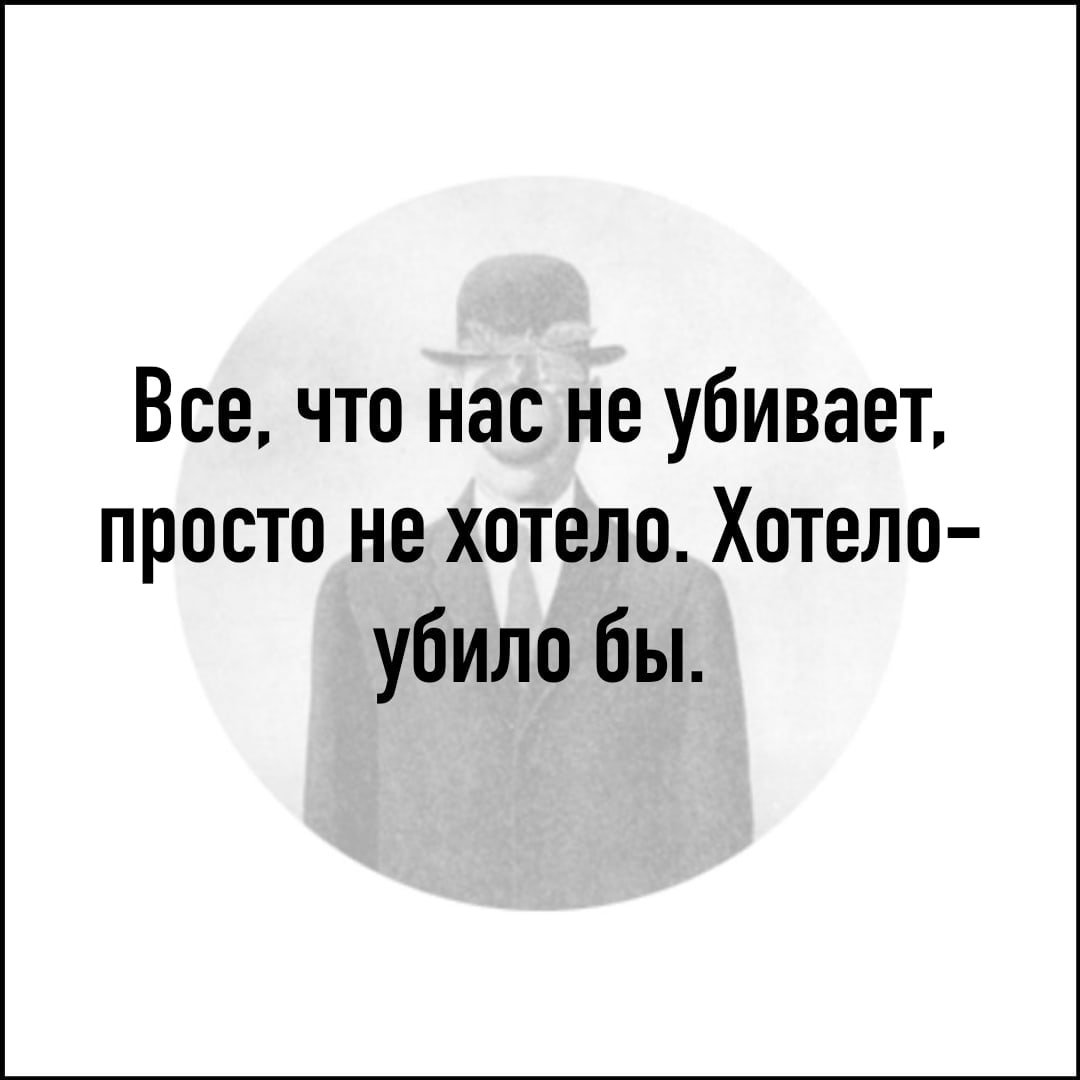 Все, что нас не убивает,
просто не хотело. Хотело-
убило бы.